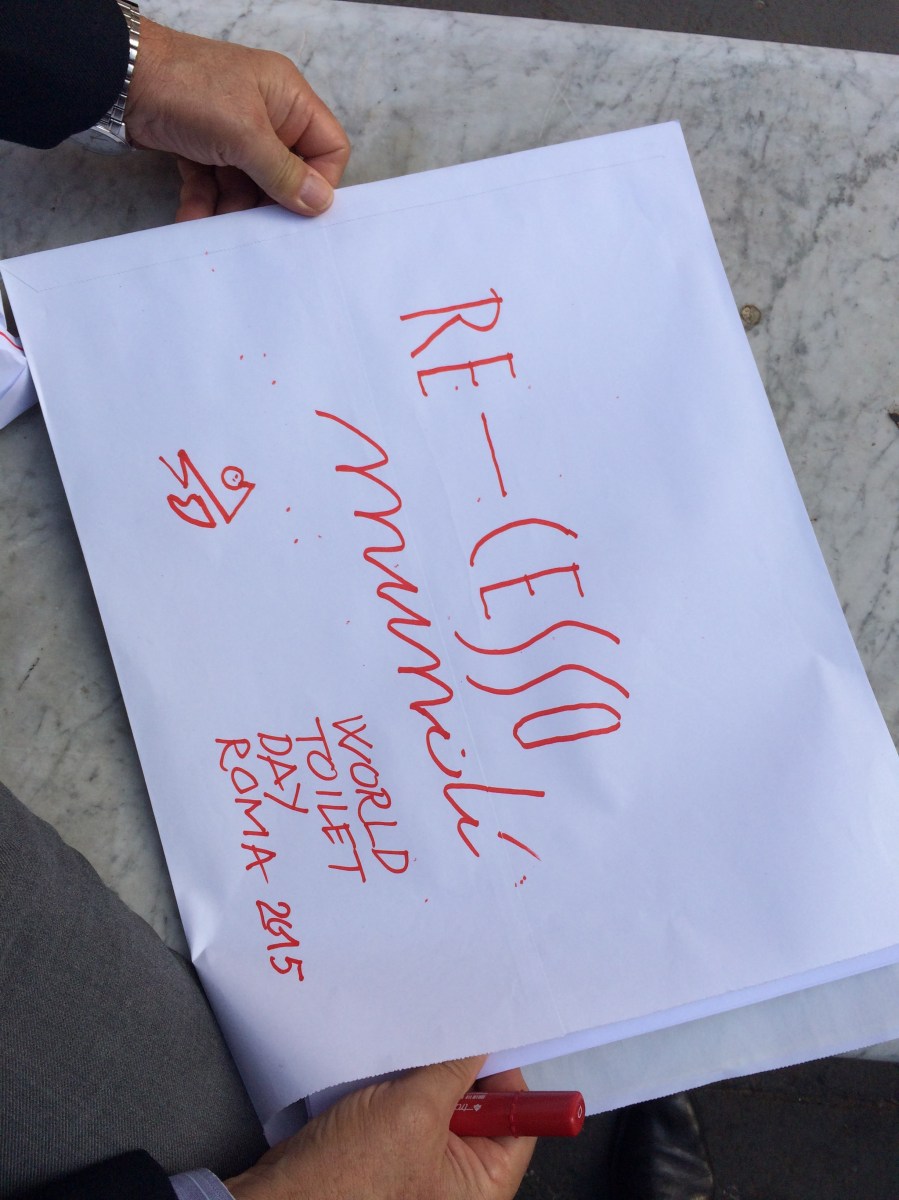 RE-CESSO
WORLD
TOILET
DAY
ROMA 2015